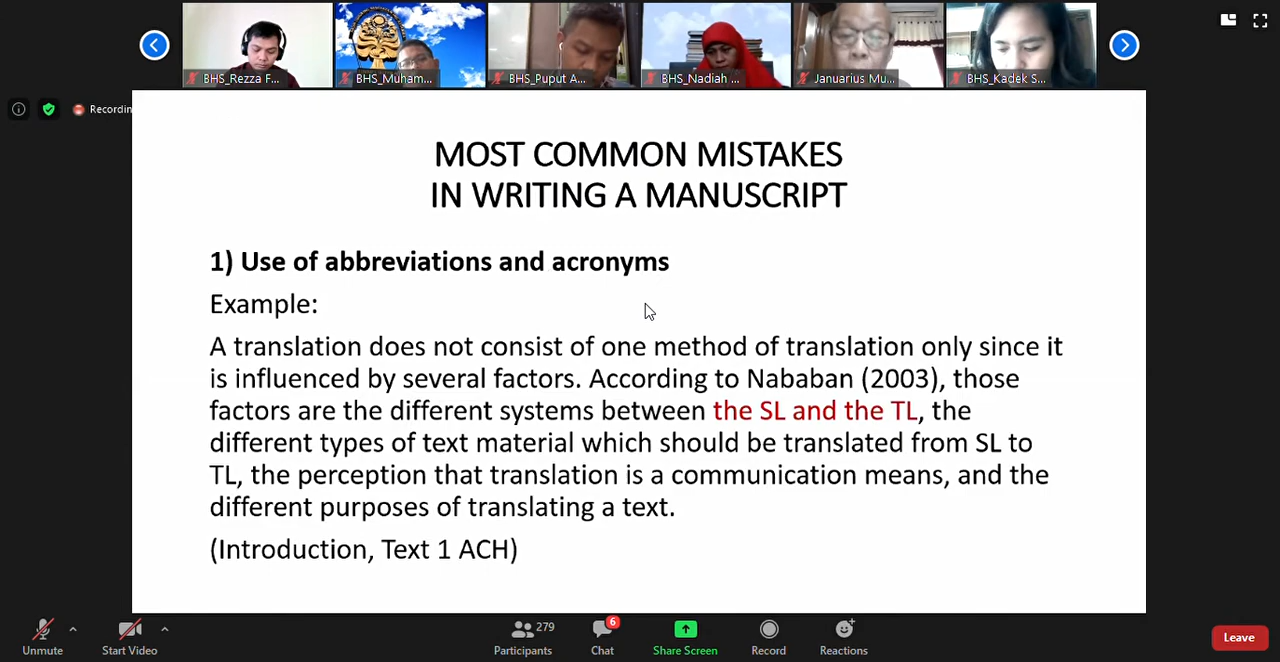 BHS_Rezza F...
BHS_Muham...
BHS_Puput A...
BHS_Nadiah ...
Januarius Mu...
BHS_Kadek S...
Recordin
MOST COMMON MISTAKES
IN WRITING A MANUSCRIPT
1) Use of abbreviations and acronyms
Example:
A translation does not consist of one method of translation only since it
is influenced by several factors. According to Nababan (2003), those
factors are the different systems between the SL and the TL, the
different types of text material which should be translated from SL to
TL, the perception that translation is a communication means, and the
different purposes of translating a text.
(Introduction, Text 1 ACH)
Unmute
Start Video
279
Participants
6
Chat
Share Screen
Record
Reactions
Leave